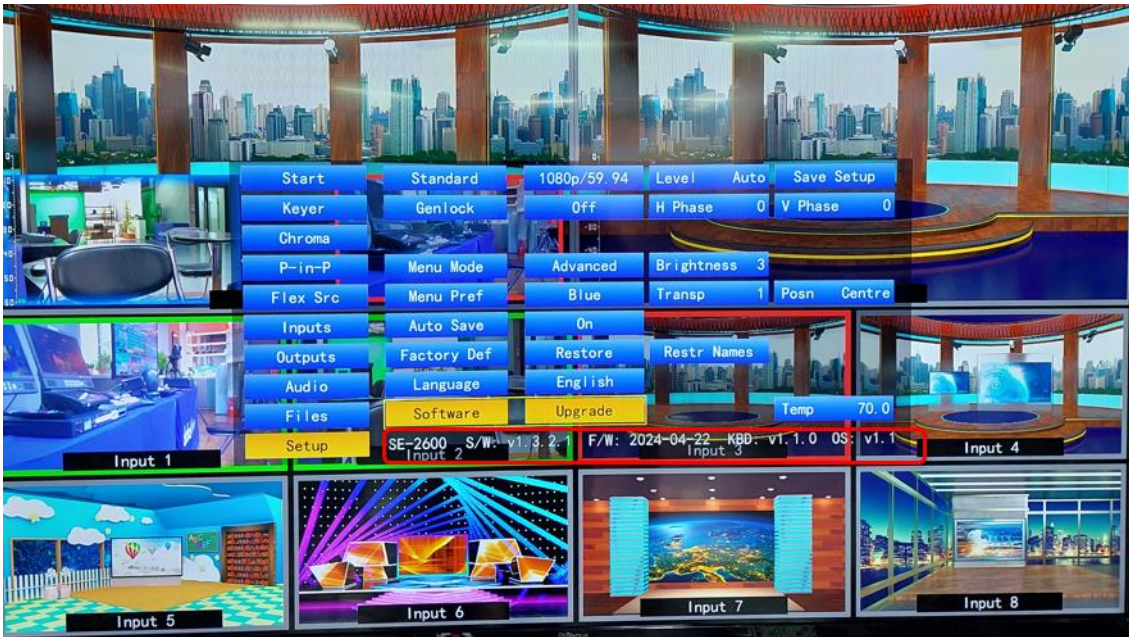 Start Standard 1080p/59.94 Level Auto Save Setup
Keyer Genlock Off H Phase 0 V Phase 0
Chroma
P-in-P Menu Mode Advanced Brightness 3
Flex Src Menu Pref Blue Transp 1 Posn Centre
Inputs Auto Save On
Outputs Factory Def Restore Restr Names
Audio Language English
Files Software Upgrade Temp 70.0
Setup SE-2600 S/W: v1.3.2.1 F/W: 2024-04-22 KBD: v1.1.0 OS: v1.1
Input 1 Input 2 Input 3 Input 4
Input 5 Input 6 Input 7 Input 8